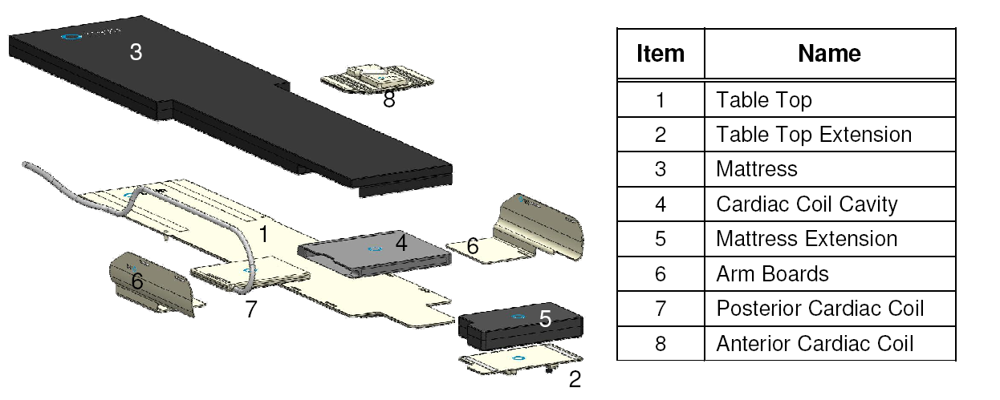 3
8
1
4
6
6
7
5
2
Item Name
1 Table Top
2 Table Top Extension
3 Mattress
4 Cardiac Coil Cavity
5 Mattress Extension
6 Arm Boards
7 Posterior Cardiac Coil
8 Anterior Cardiac Coil